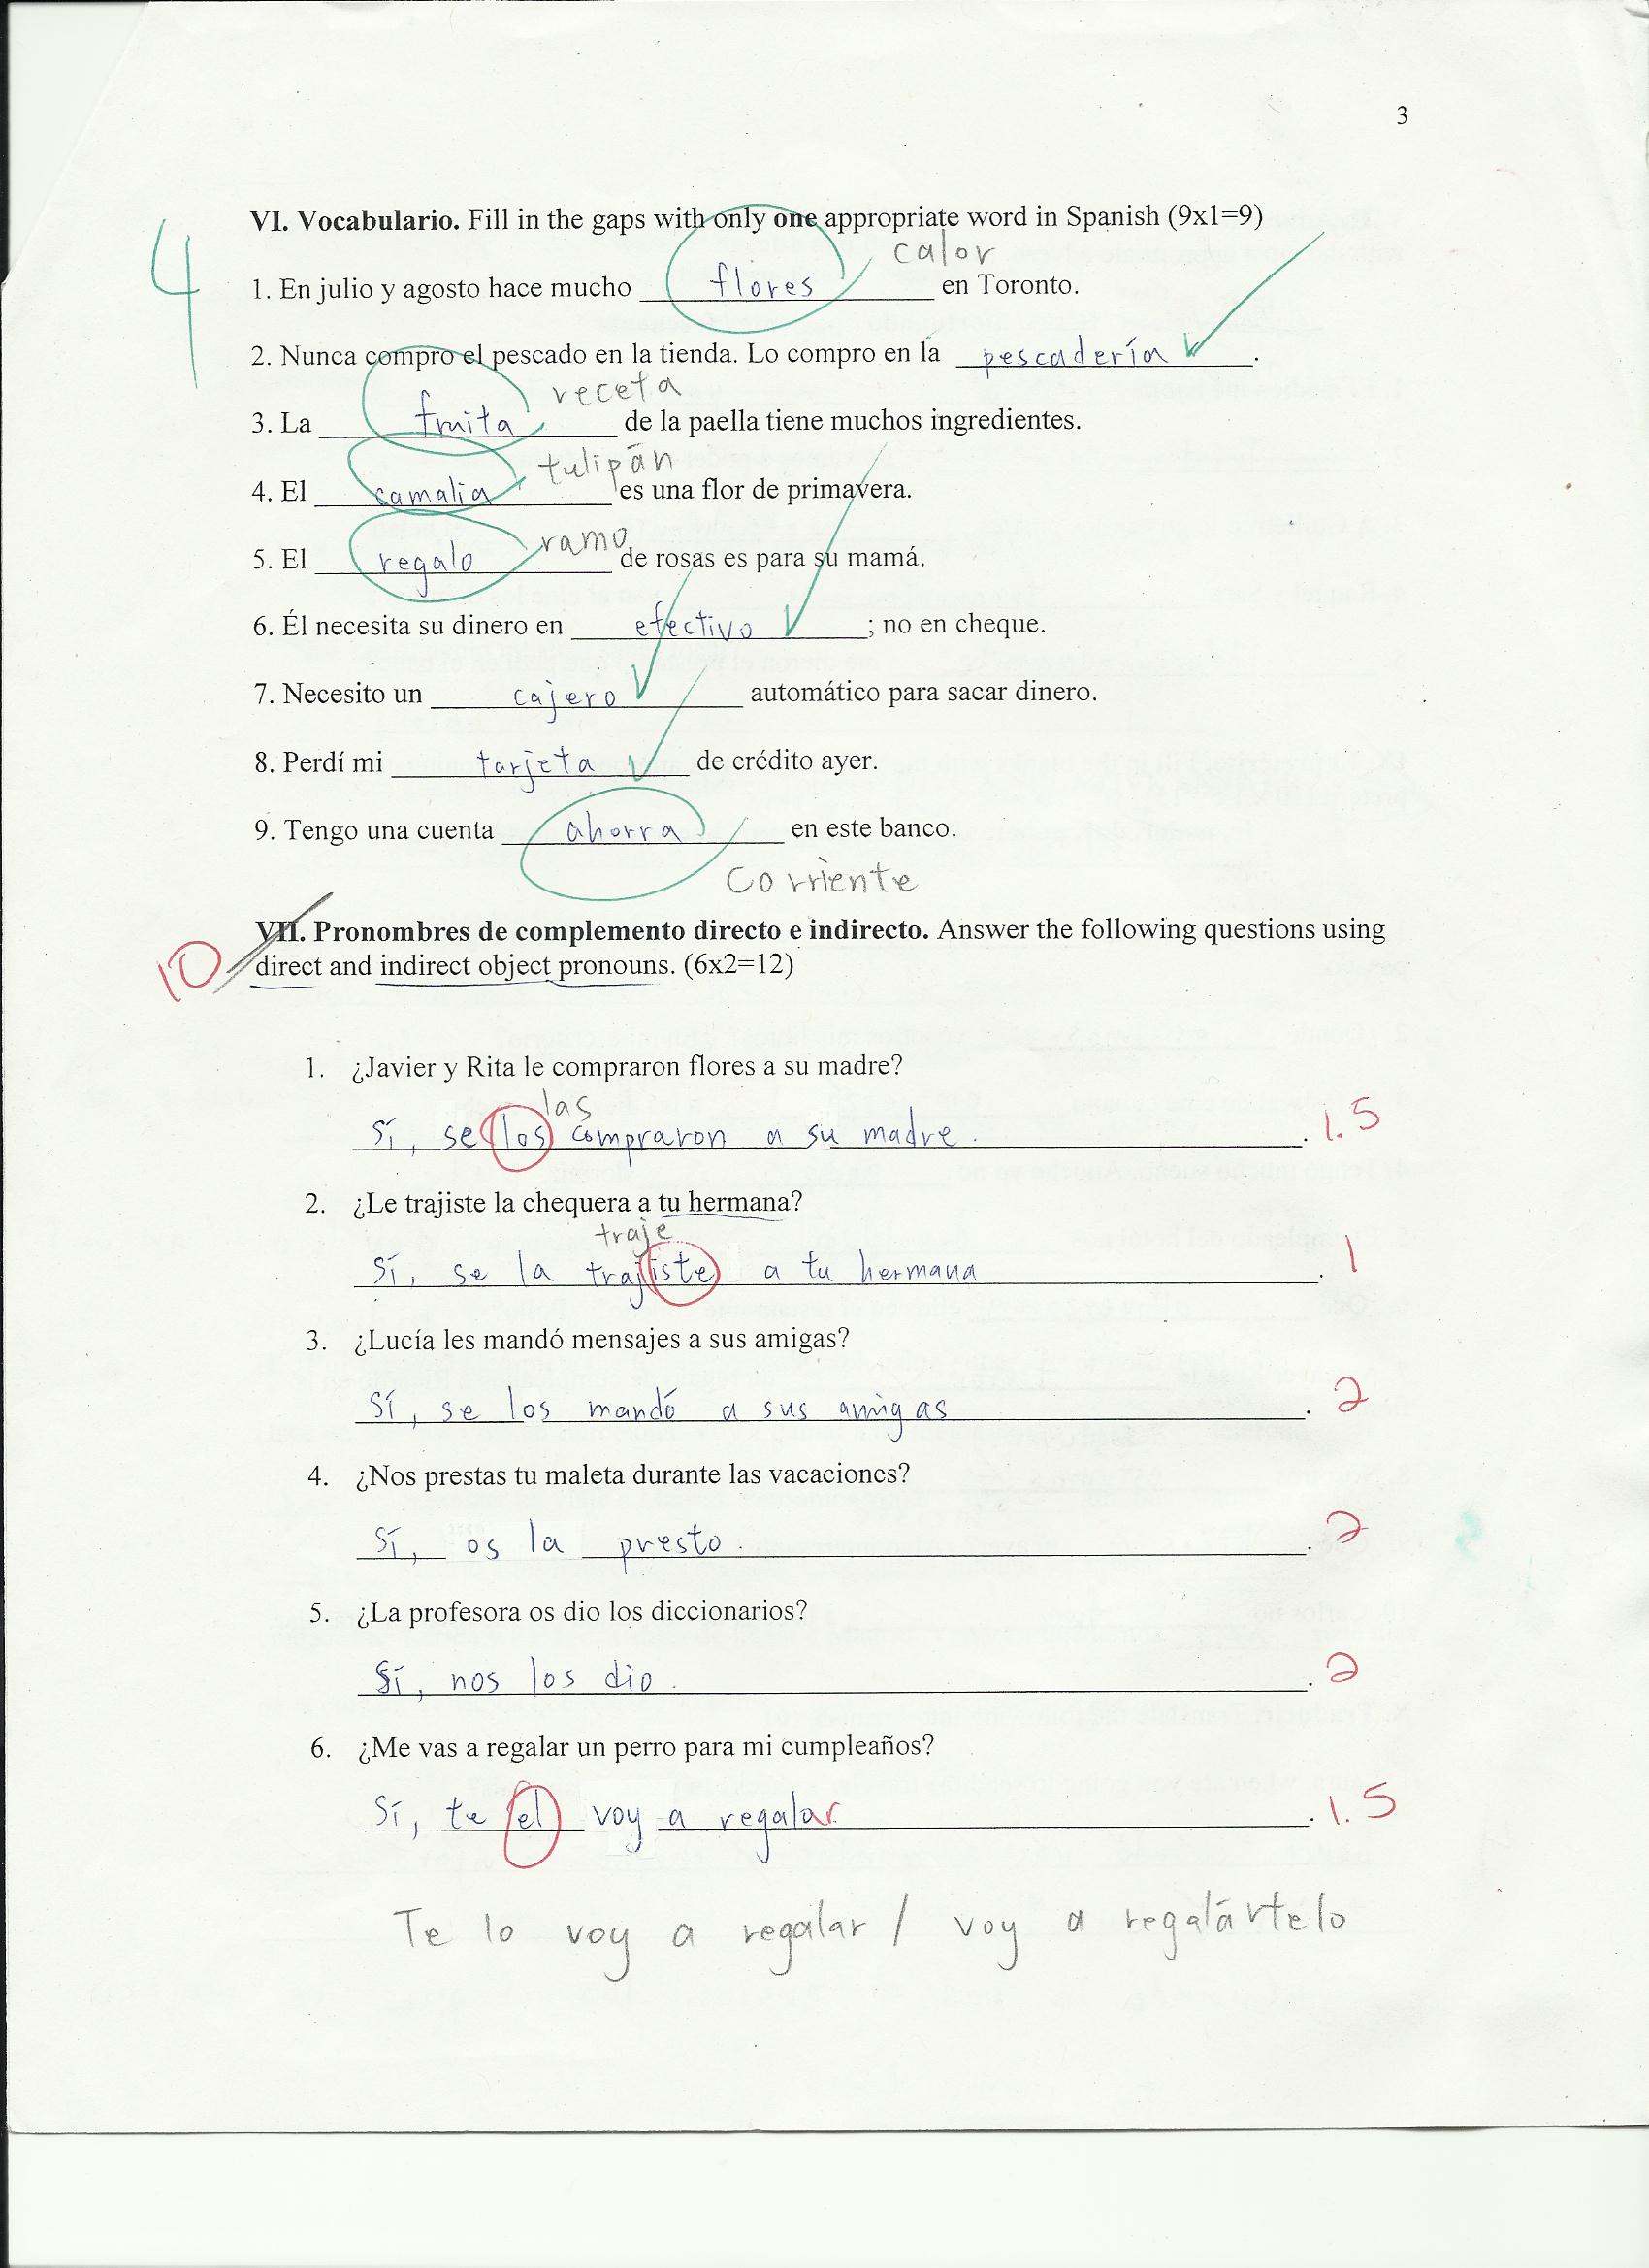 3
4
VI. Vocabulario. Fill in the gaps with only one appropriate word in Spanish (9x1=9)
calor
1. En julio y agosto hace mucho flores en Toronto.
2. Nunca compro el pescado en la tienda. Lo compro en la pescadería.
receta
3. La fruita de la paella tiene muchos ingredientes.
tulipán
4. El camalia es una flor de primavera.
ramo
5. El regalo de rosas es para su mamá.
6. Él necesita su dinero en efectivo; no en cheque.
7. Necesito un cajero automático para sacar dinero.
8. Perdí mi tarjeta de crédito ayer.
9. Tengo una cuenta ahorra en este banco.
corriente
VII. Pronombres de complemento directo e indirecto. Answer the following questions using
10 direct and indirect object pronouns. (6x2=12)
1. ¿Javier y Rita le compraron flores a su madre?
las
Sí, se los compraron a su madre. 1.5
2. ¿Le trajiste la chequera a tu hermana?
traje
Sí, se la trajiste a tu hermana. 1
3. ¿Lucía les mandó mensajes a sus amigas?
Sí, se los mandó a sus amigas. 2
4. ¿Nos prestas tu maleta durante las vacaciones?
Sí, os la presto. 2
5. ¿La profesora os dio los diccionarios?
Sí, nos los dio. 2
6. ¿Me vas a regalar un perro para mi cumpleaños?
Sí, te el voy a regalar. 1.5
Te lo voy a regalar / voy a regalártelo